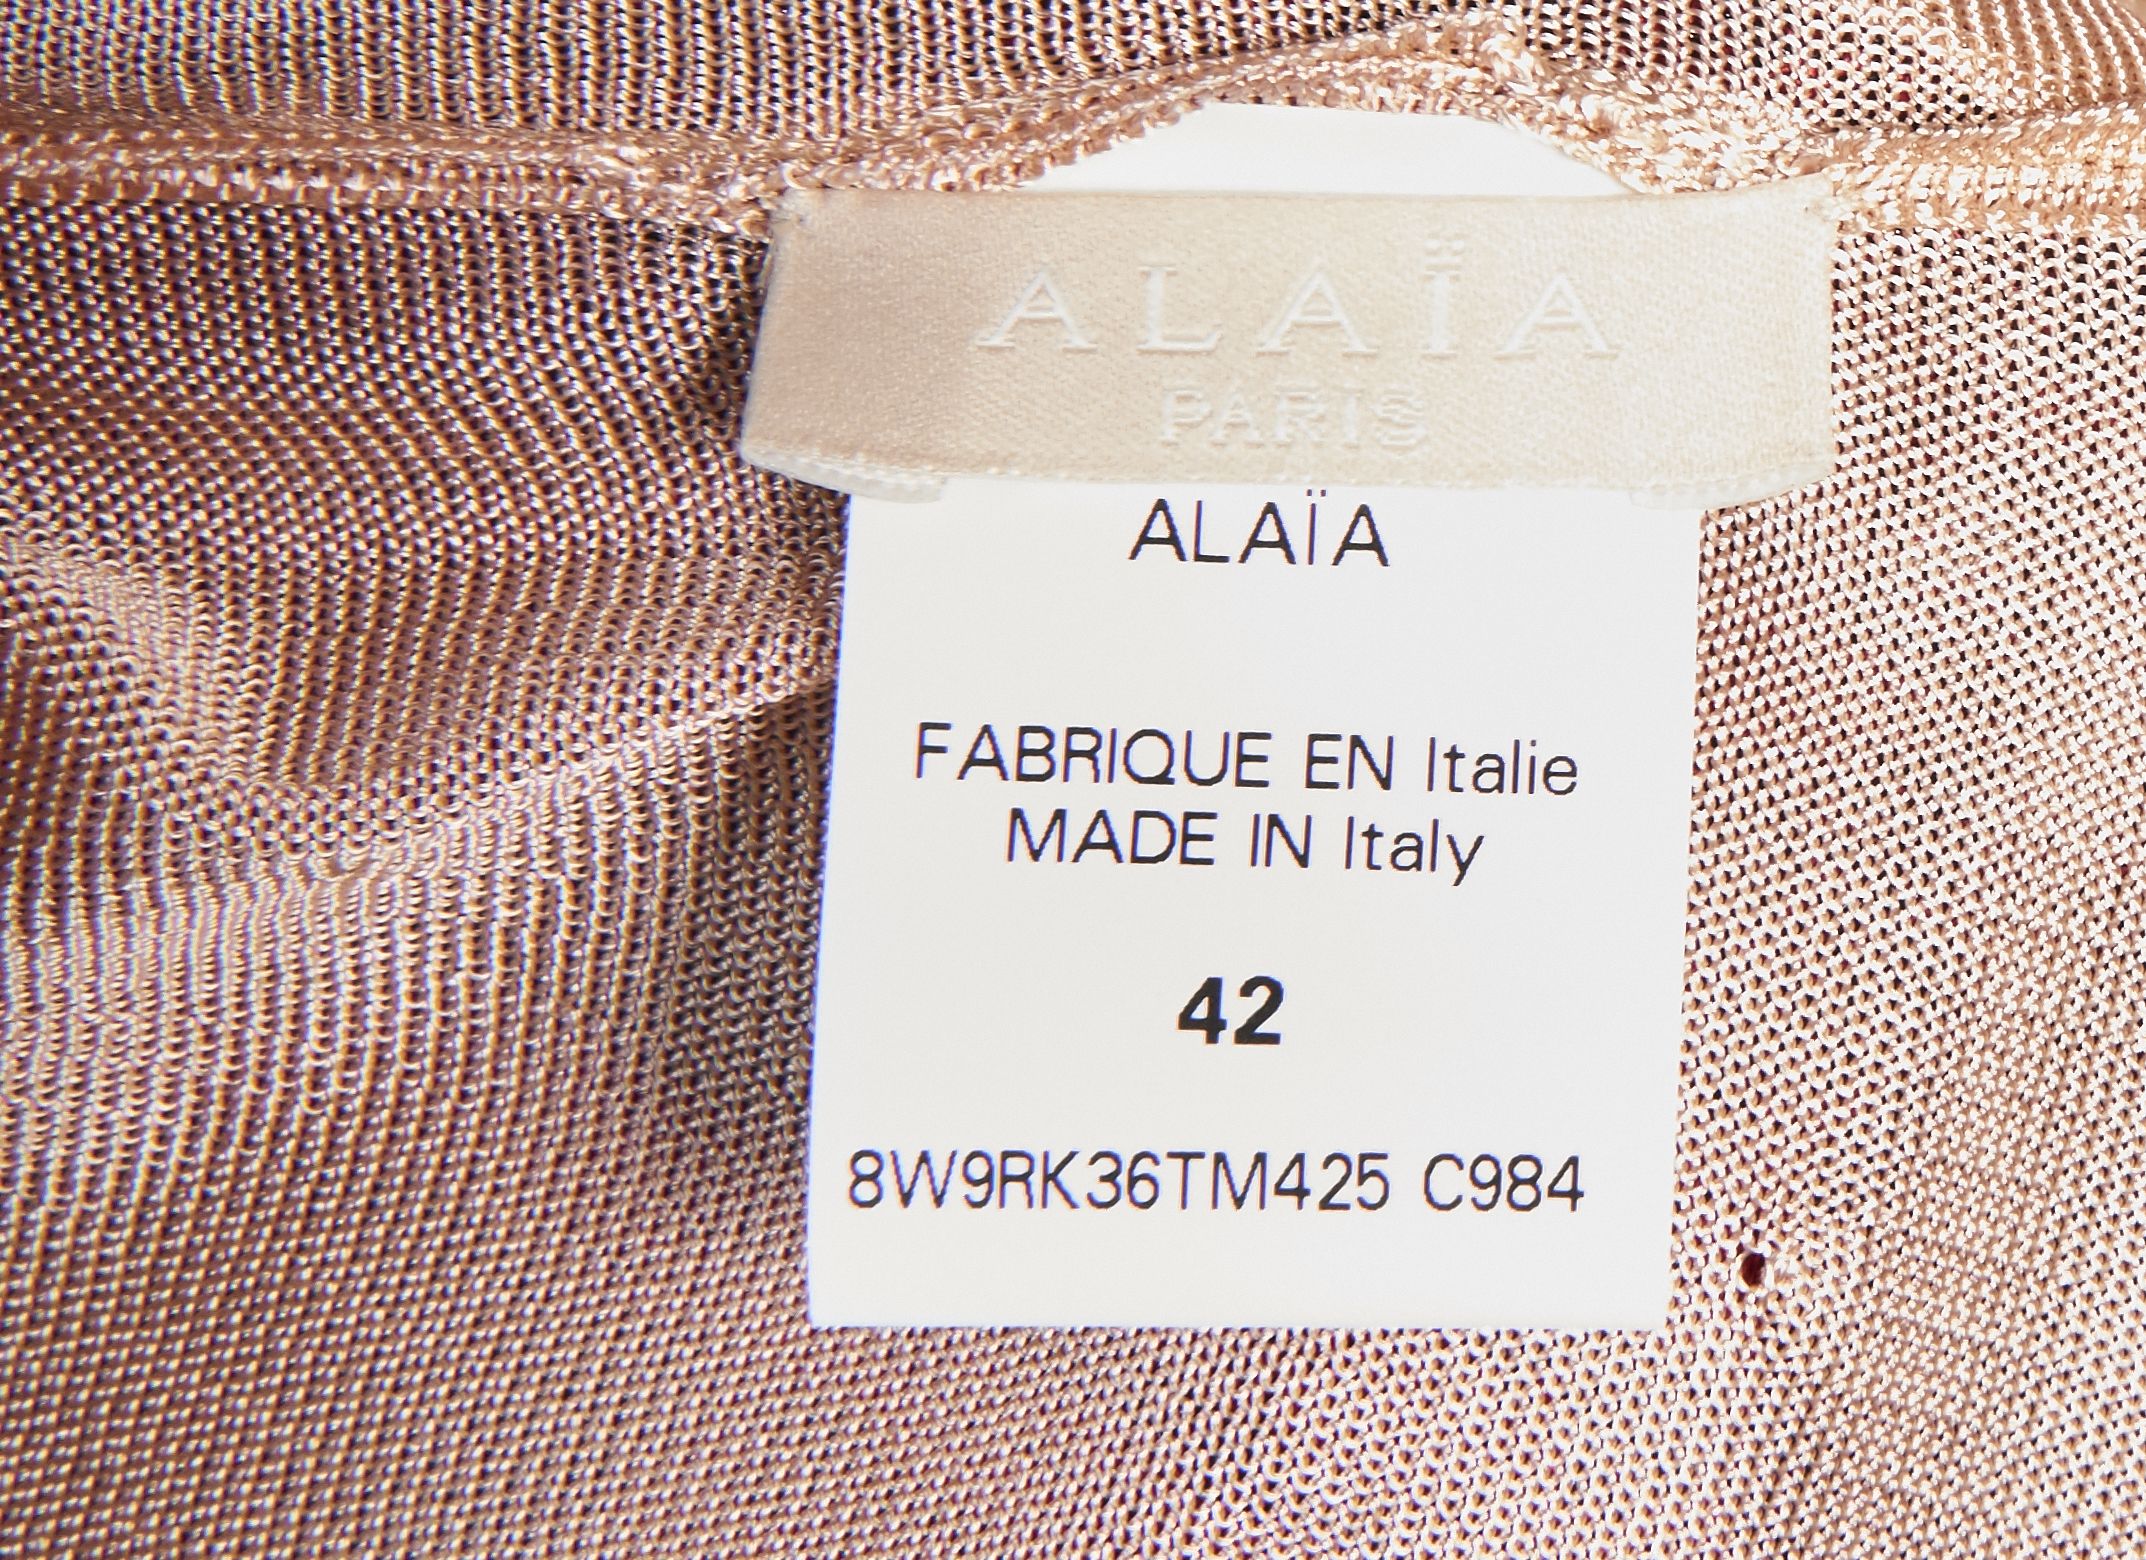 ALAÏA
PARIS
ALAÏA
FABRIQUE EN Italie
MADE IN Italy
42
8W9RK36TM425 C984